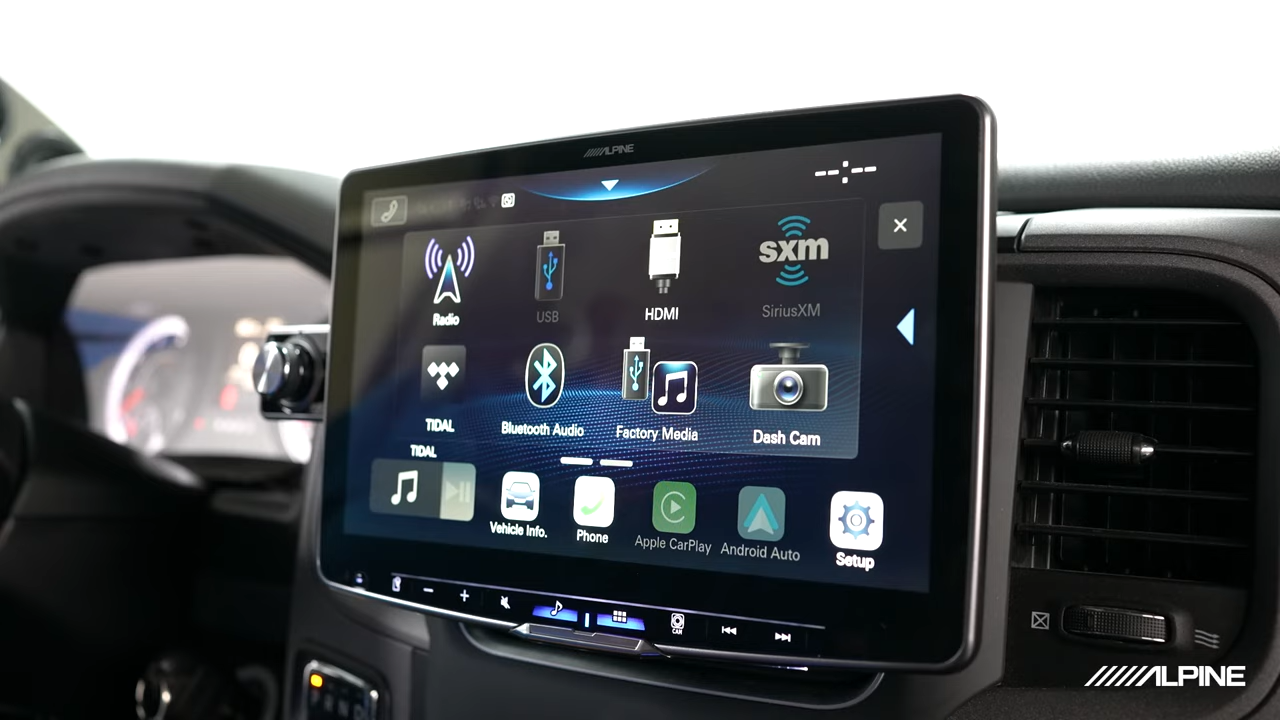 ALPINE
Radio
USB
HDMI
sxm
SiriusXM
TIDAL
Bluetooth Audio
Factory Media
Dash Cam
TIDAL
Vehicle Info.
Phone
Apple CarPlay
Android Auto
Setup
CAM
ALPINE